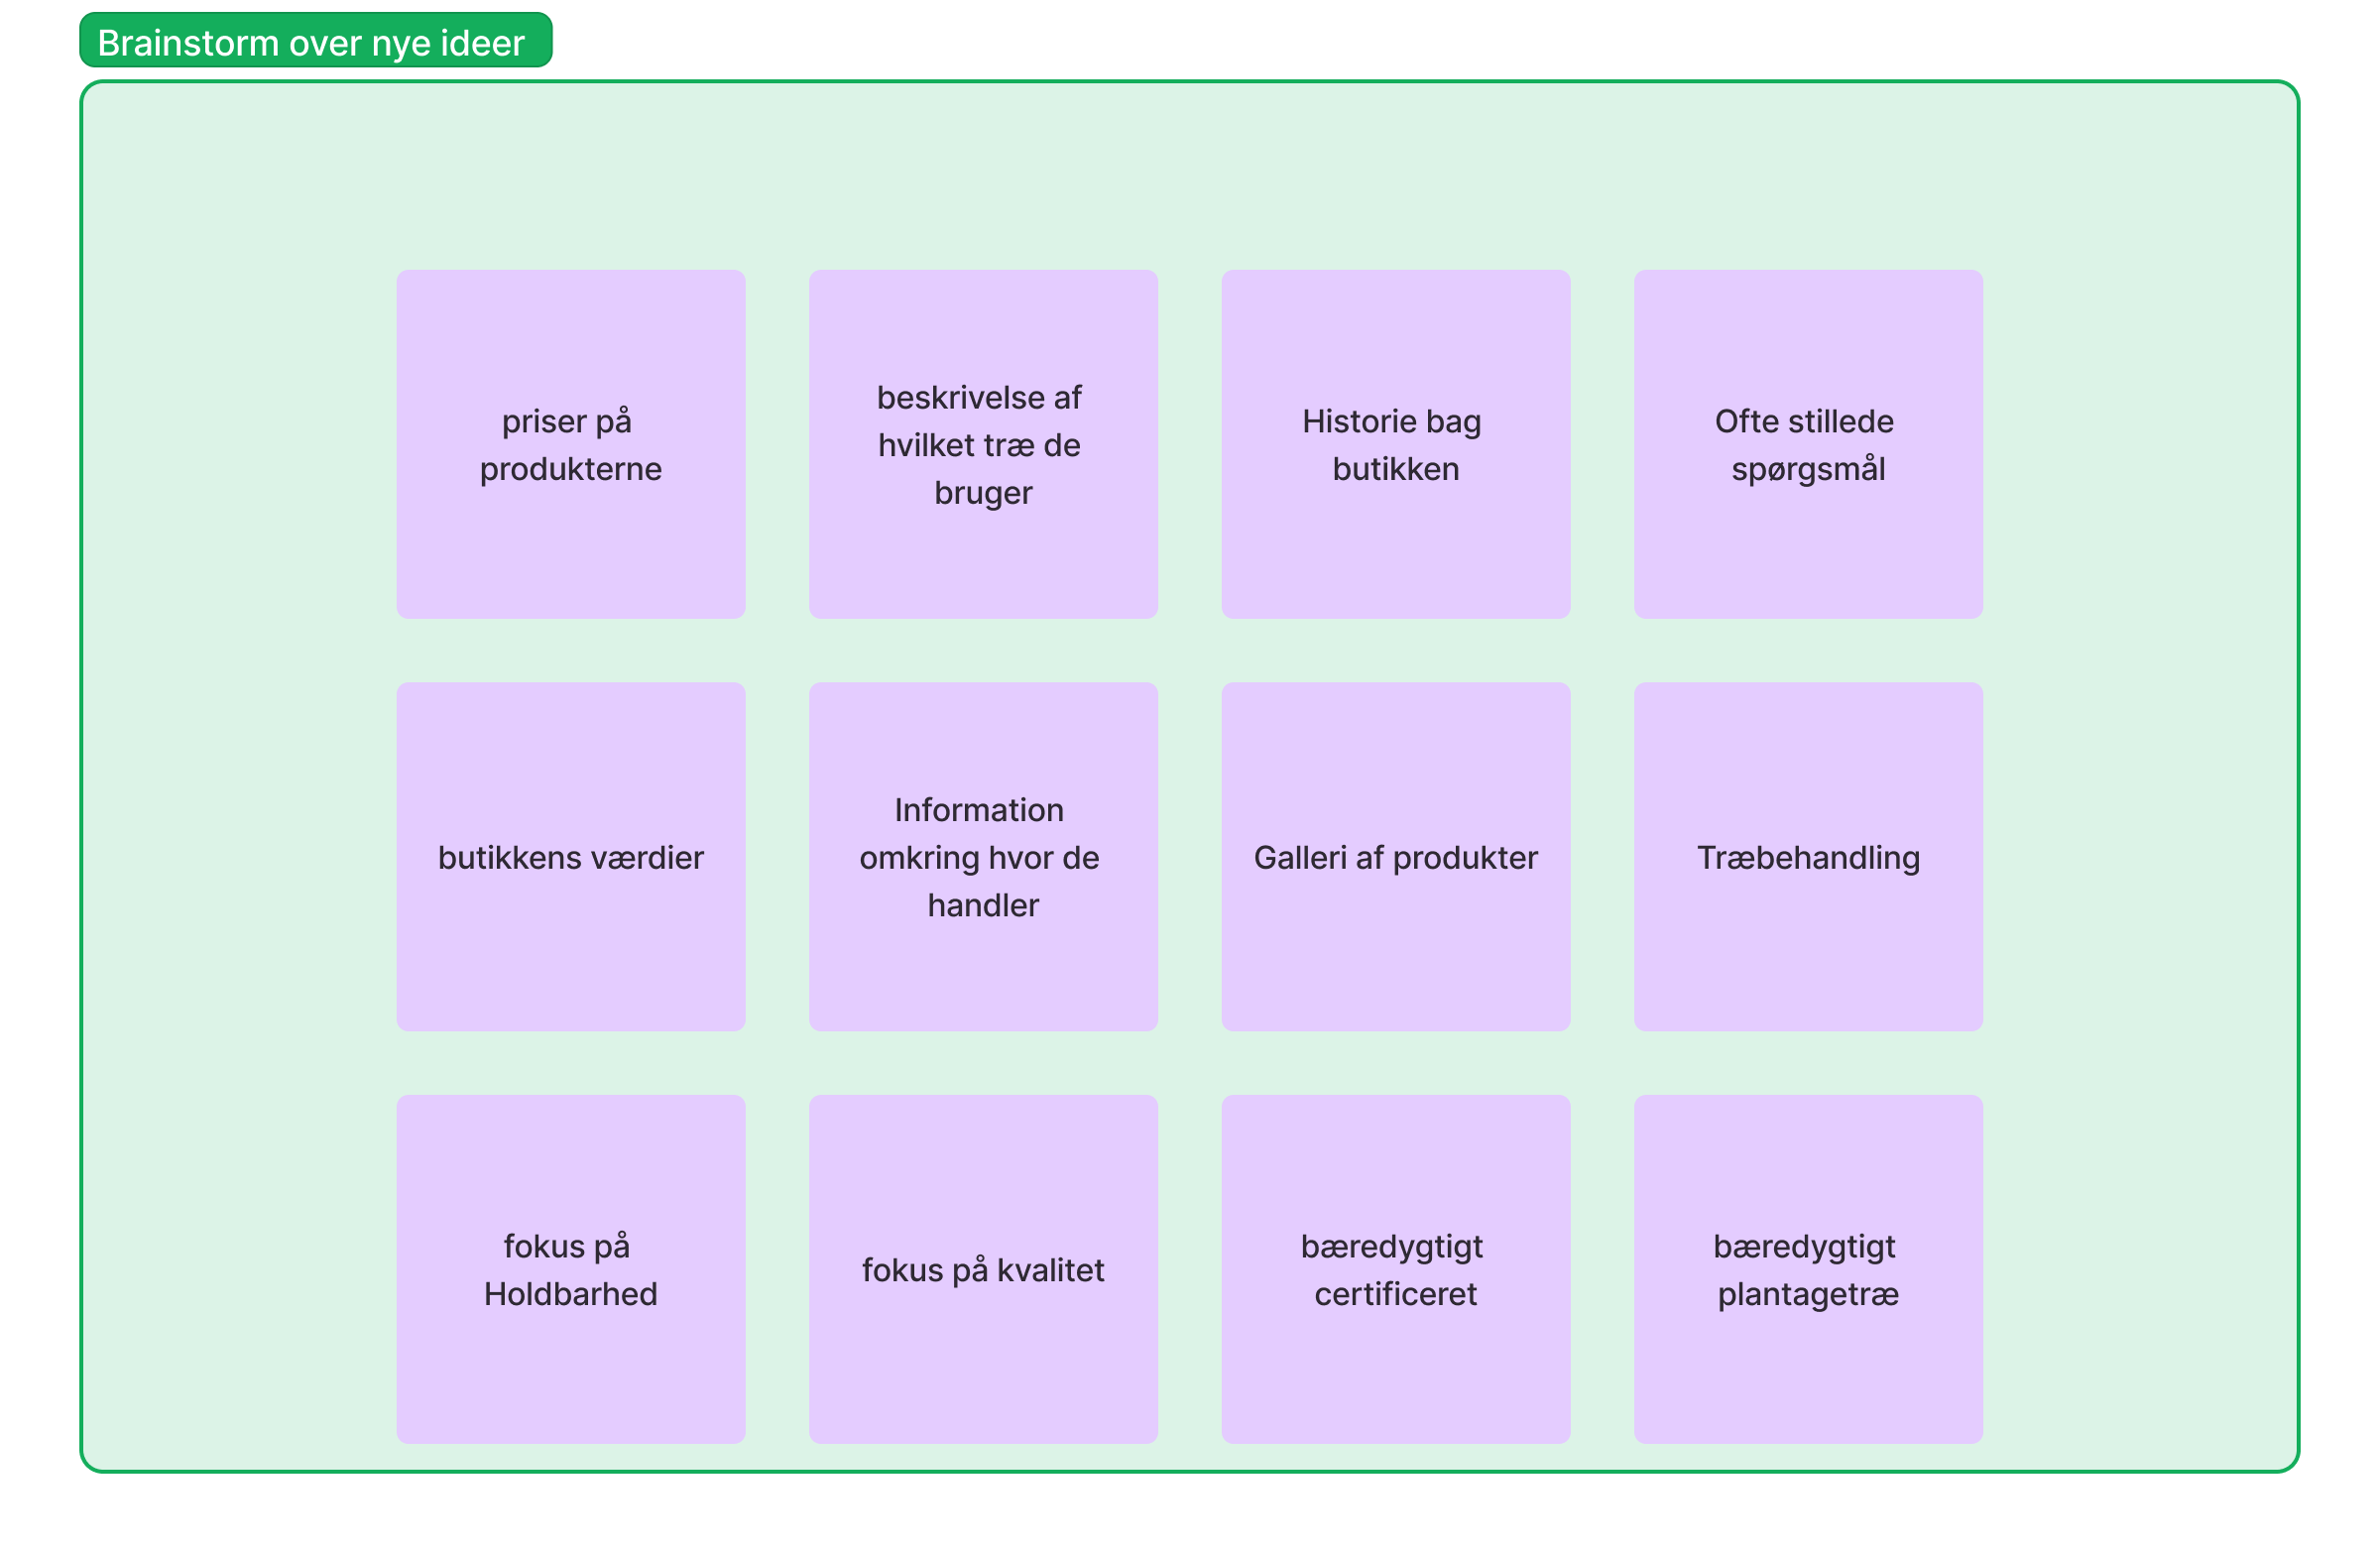 Brainstorm over nye ideer
priser på
produkterne
beskrivelse af
hvilket træ de
bruger
Historie bag
butikken
Ofte stillede
spørgsmål
butikkens værdier
Information
omkring hvor de
handler
Galleri af produkter
Træbehandling
fokus på
Holdbarhed
fokus på kvalitet
bæredygtigt
certificeret
bæredygtigt
plantagetræ